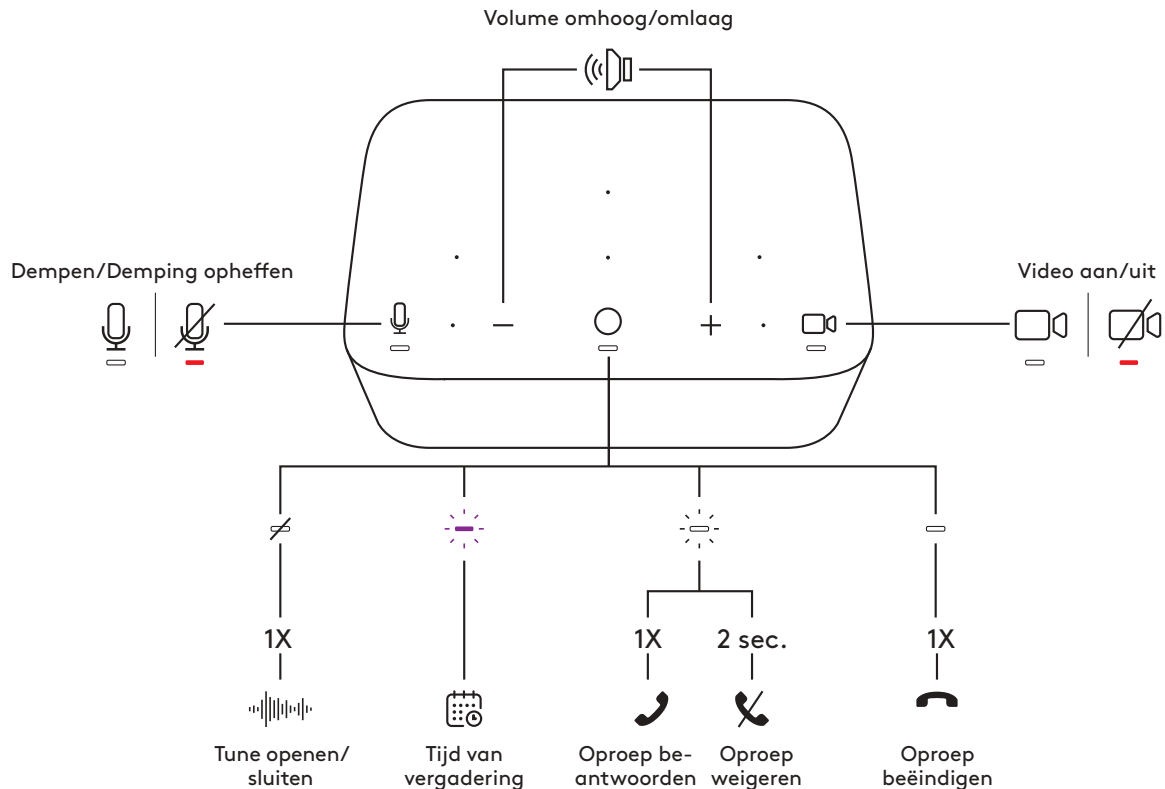 Volume omhoog/omlaag
Dempen/Demping opheffen
Video aan/uit
1X
1X
2 sec.
1X
Tune openen/
sluiten
Tijd van
vergadering
Oproep be-
antwoorden
Oproep
weigeren
Oproep
beëindigen